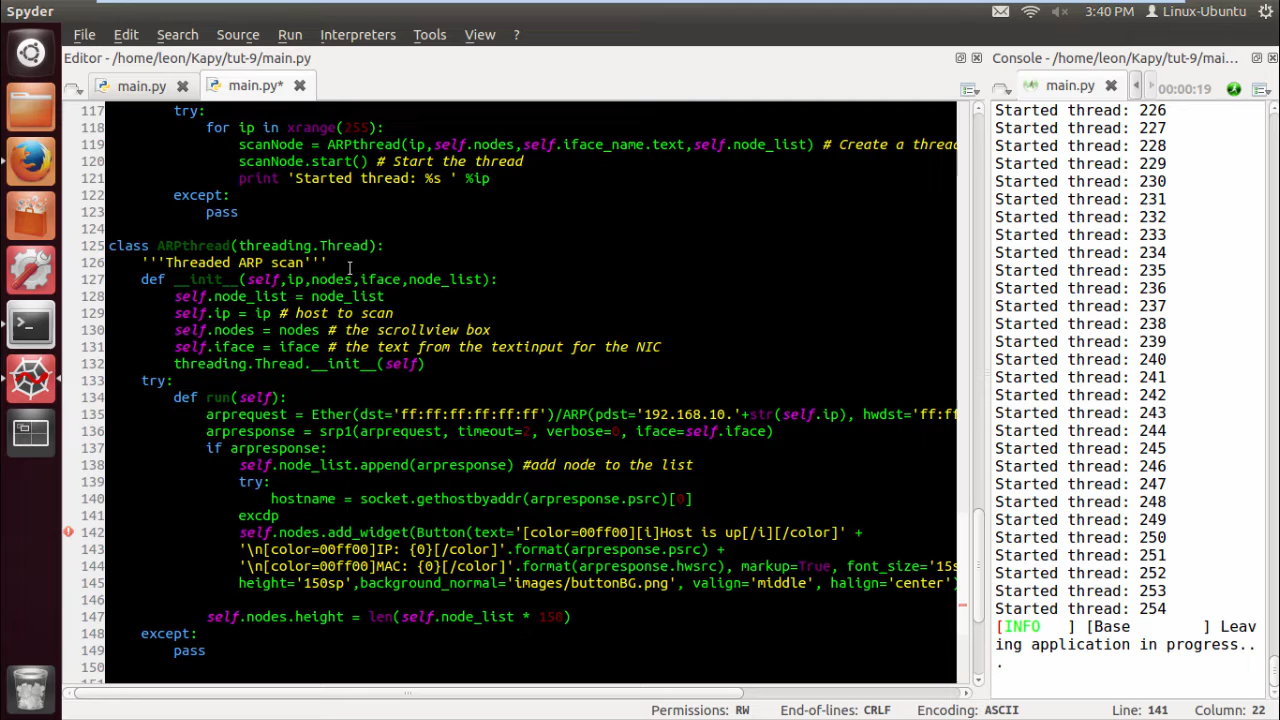 Spyder
3:40 PM Linux-Ubuntu
File Edit Search Source Run Interpreters Tools View ?
Editor - /home/leon/Kapy/tut-9/main.py
Console - /home/leon/Kapy/tut-9/mai...
main.py main.py*
main.py 00:00:19
117 try:
118 for ip in xrange(255):
119 scanNode = ARPthread(ip,self.nodes,self.iface_name.text,self.node_list) # Create a thread
120 scanNode.start() # Start the thread
121 print 'Started thread: %s ' %ip
122 except:
123 pass
124
125 class ARPthread(threading.Thread):
126 '''Threaded ARP scan'''
127 def __init__(self,ip,nodes,iface,node_list):
128 self.node_list = node_list
129 self.ip = ip # host to scan
130 self.nodes = nodes # the scrollview box
131 self.iface = iface # the text from the textinput for the NIC
132 threading.Thread.__init__(self)
133 try:
134 def run(self):
135 arprequest = Ether(dst='ff:ff:ff:ff:ff:ff')/ARP(pdst='192.168.10.'+str(self.ip), hwdst='ff:ff
136 arpresponse = srp1(arprequest, timeout=2, verbose=0, iface=self.iface)
137 if arpresponse:
138 self.node_list.append(arpresponse) #add node to the list
139 try:
140 hostname = socket.gethostbyaddr(arpresponse.psrc)[0]
141 excdp
142 self.nodes.add_widget(Button(text='[color=00ff00][i]Host is up[/i][/color]' +
143 '\n[color=00ff00]IP: {0}[/color]'.format(arpresponse.psrc) +
144 '\n[color=00ff00]MAC: {0}[/color]'.format(arpresponse.hwsrc), markup=True, font_size='15s
145 height='150sp',background_normal='images/buttonBG.png', valign='middle', halign='center')
146
147 self.nodes.height = len(self.node_list * 150)
148 except:
149 pass
150
Started thread: 226
Started thread: 227
Started thread: 228
Started thread: 229
Started thread: 230
Started thread: 231
Started thread: 232
Started thread: 233
Started thread: 234
Started thread: 235
Started thread: 236
Started thread: 237
Started thread: 238
Started thread: 239
Started thread: 240
Started thread: 241
Started thread: 242
Started thread: 243
Started thread: 244
Started thread: 245
Started thread: 246
Started thread: 247
Started thread: 248
Started thread: 249
Started thread: 250
Started thread: 251
Started thread: 252
Started thread: 253
Started thread: 254
[INFO ] [Base ] Leav
ing application in progress..
.
Permissions: RW End-of-lines: CRLF Encoding: ASCII Line: 141 Column: 22